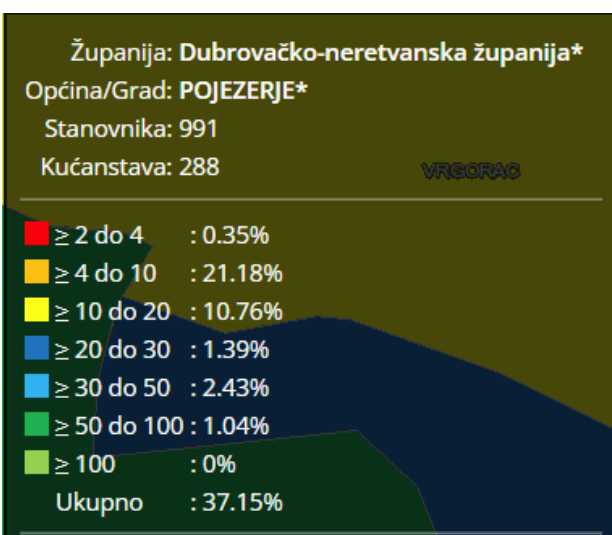 Županija: Dubrovačko-neretvanska županija*
Općina/Grad: POJEZERJE*
Stanovnika: 991
Kućanstava: 288
VRGORAC
≥ 2 do 4 : 0.35%
≥ 4 do 10 : 21.18%
≥ 10 do 20 : 10.76%
≥ 20 do 30 : 1.39%
≥ 30 do 50 : 2.43%
≥ 50 do 100 : 1.04%
≥ 100 : 0%
Ukupno : 37.15%